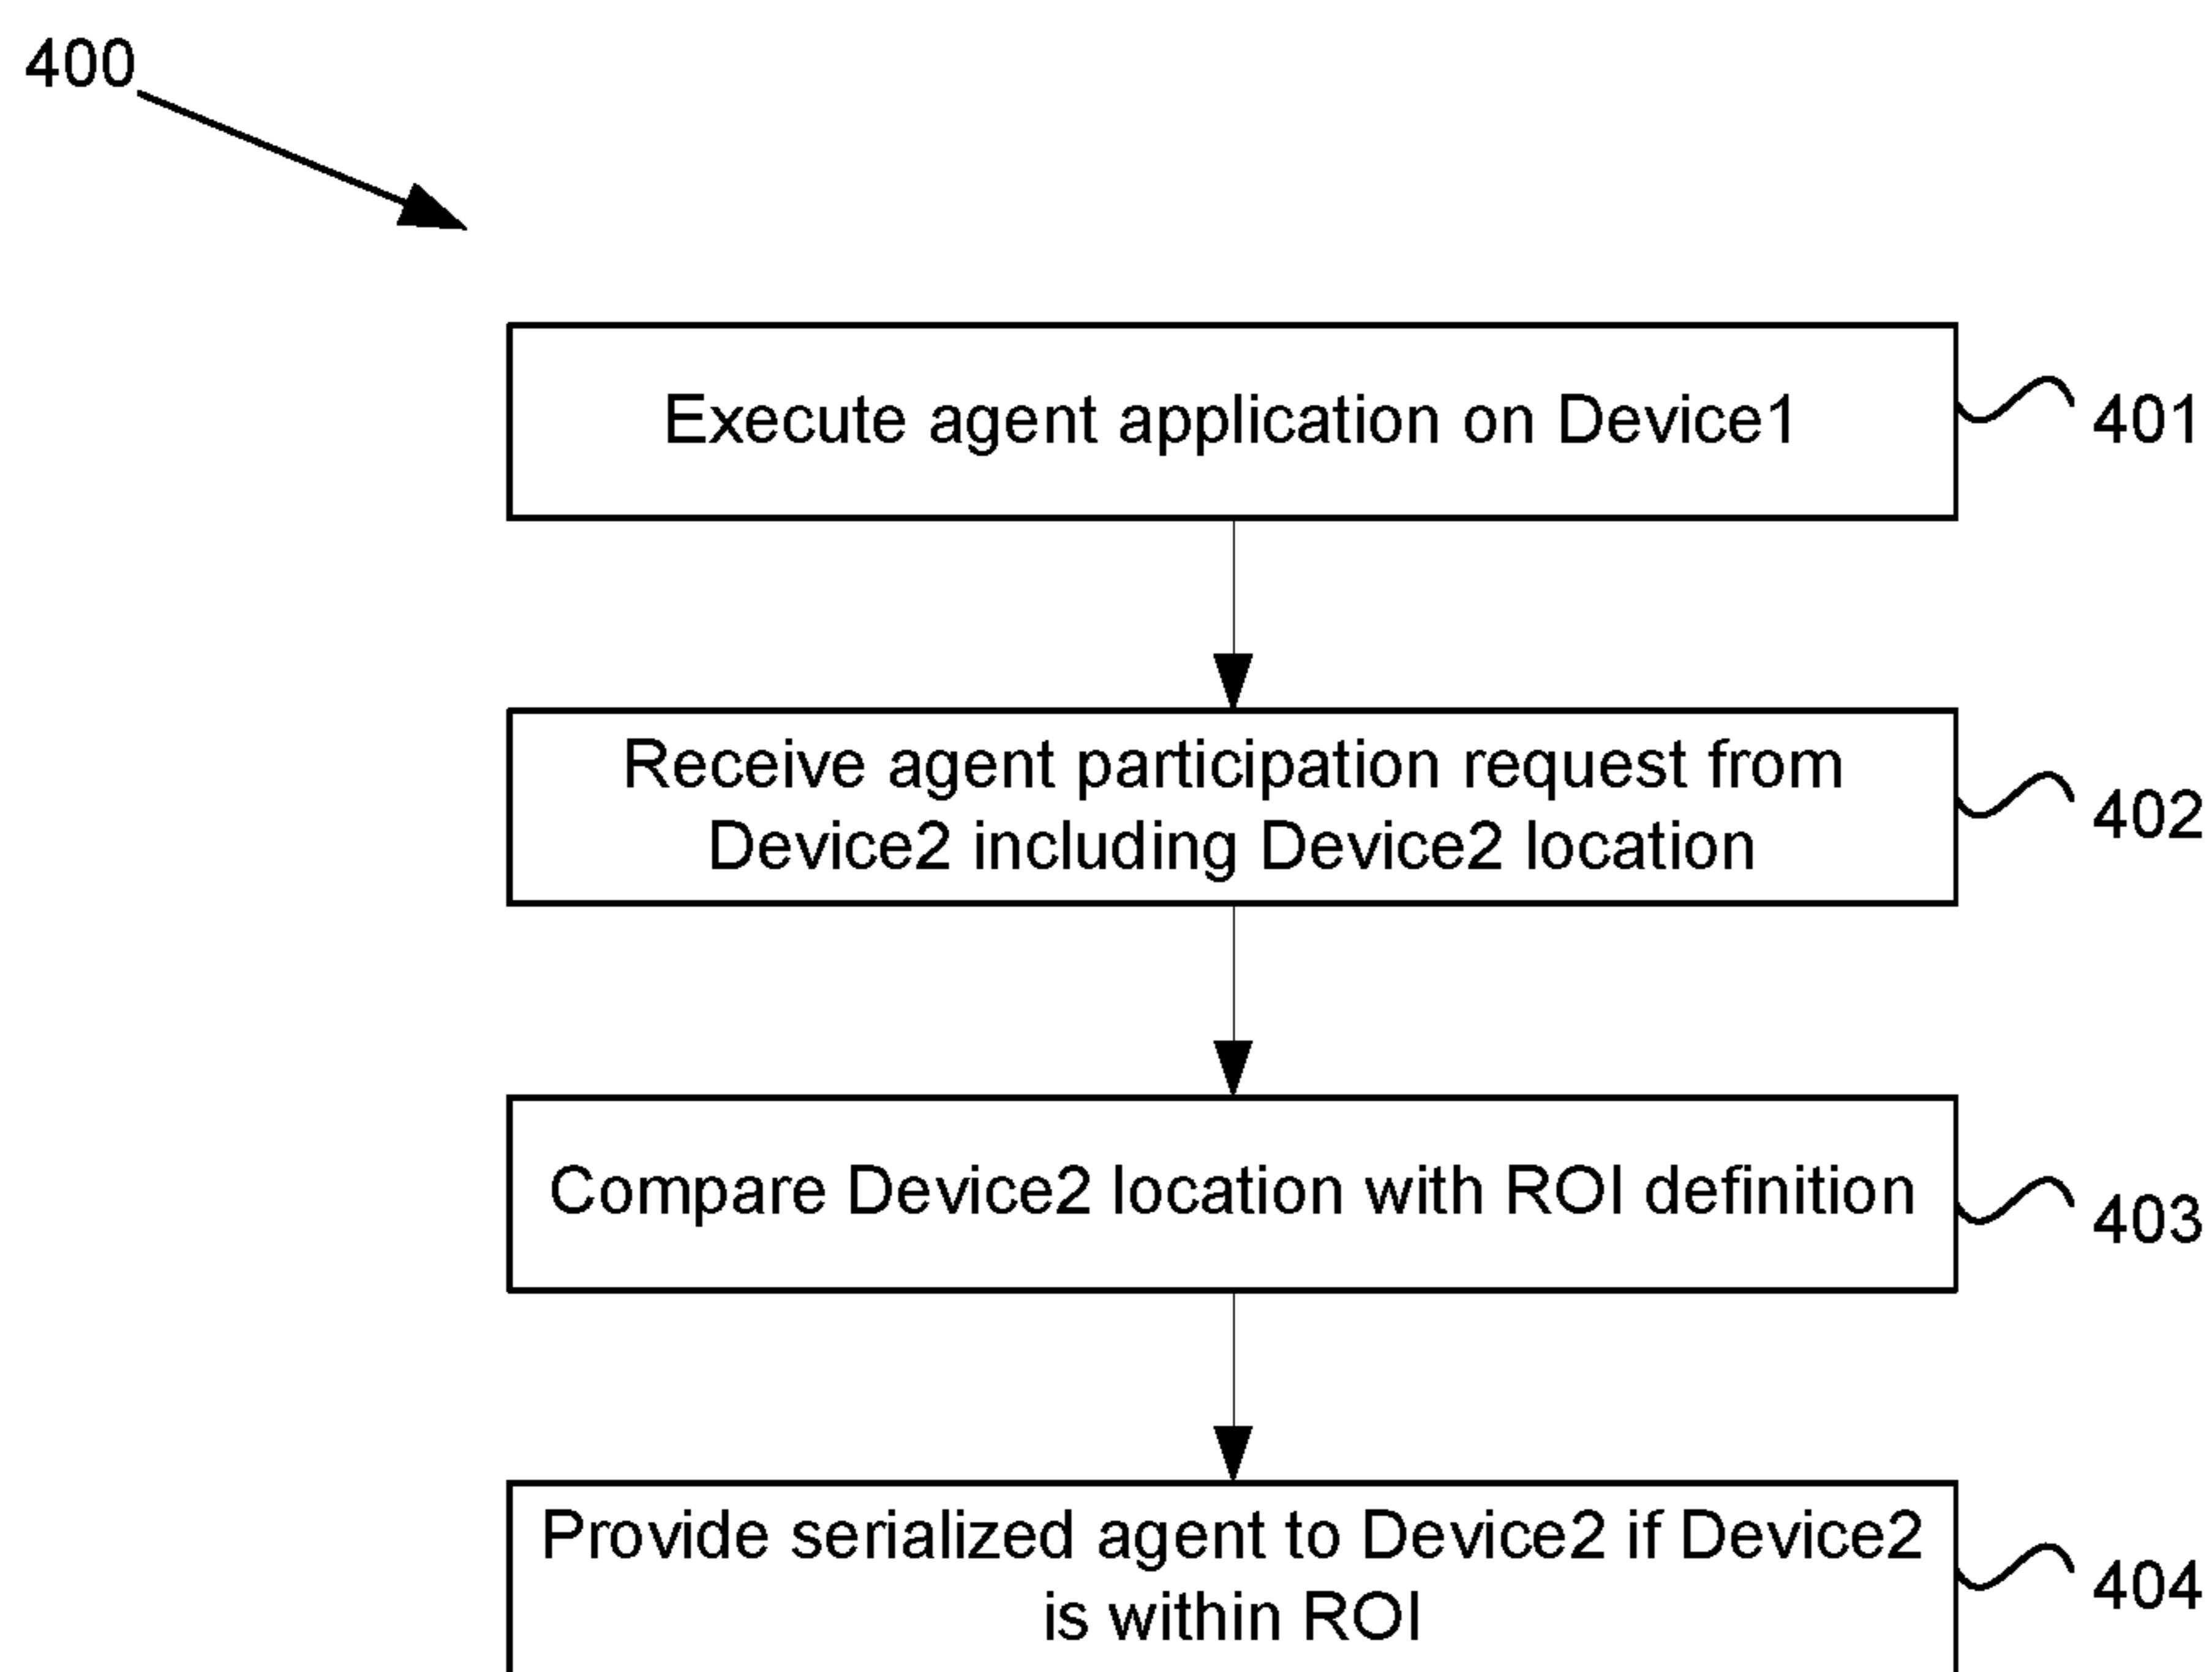 400
Execute agent application on Device1
401
Receive agent participation request from
Device2 including Device2 location
402
Compare Device2 location with ROI definition
403
Provide serialized agent to Device2 if Device2
is within ROI
404